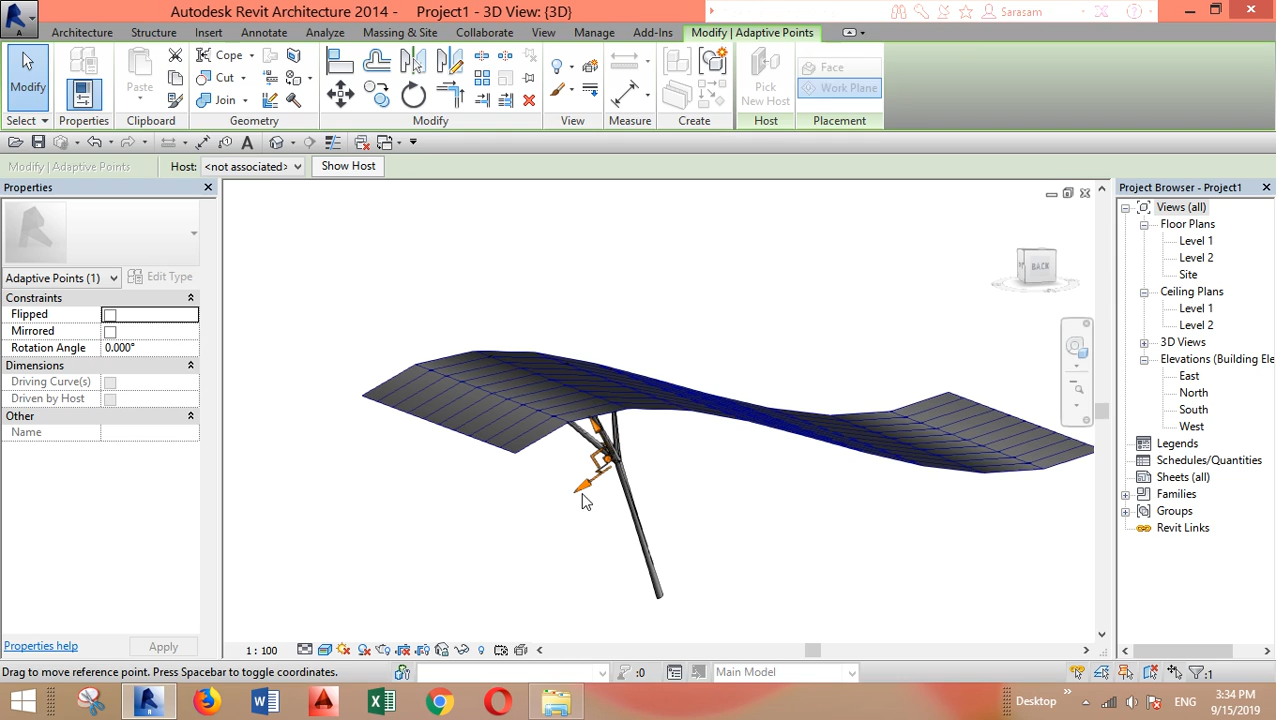 Autodesk Revit Architecture 2014 - Project1 - 3D View: {3D}
Sarasam
Architecture Structure Insert Annotate Analyze Massing & Site Collaborate View Manage Add-Ins Modify | Adaptive Points
Modify
Paste
Cope
Cut
Join
Pick
New Host
Face
Work Plane
Select Properties Clipboard Geometry Modify View Measure Create Host Placement
Modify | Adaptive Points Host: <not associated> Show Host
Properties
Adaptive Points (1) Edit Type
Constraints
Flipped
Mirrored
Rotation Angle 0.000°
Dimensions
Driving Curve(s)
Driven by Host
Other
Name
Properties help Apply
BACK
Project Browser - Project1
Views (all)
Floor Plans
Level 1
Level 2
Site
Ceiling Plans
Level 1
Level 2
3D Views
Elevations (Building Ele
East
North
South
West
Legends
Schedules/Quantities
Sheets (all)
Families
Groups
Revit Links
1 : 100
Drag to move reference point. Press Spacebar to toggle coordinates.
:0 Main Model :1
Desktop ENG
3:34 PM
9/15/2019